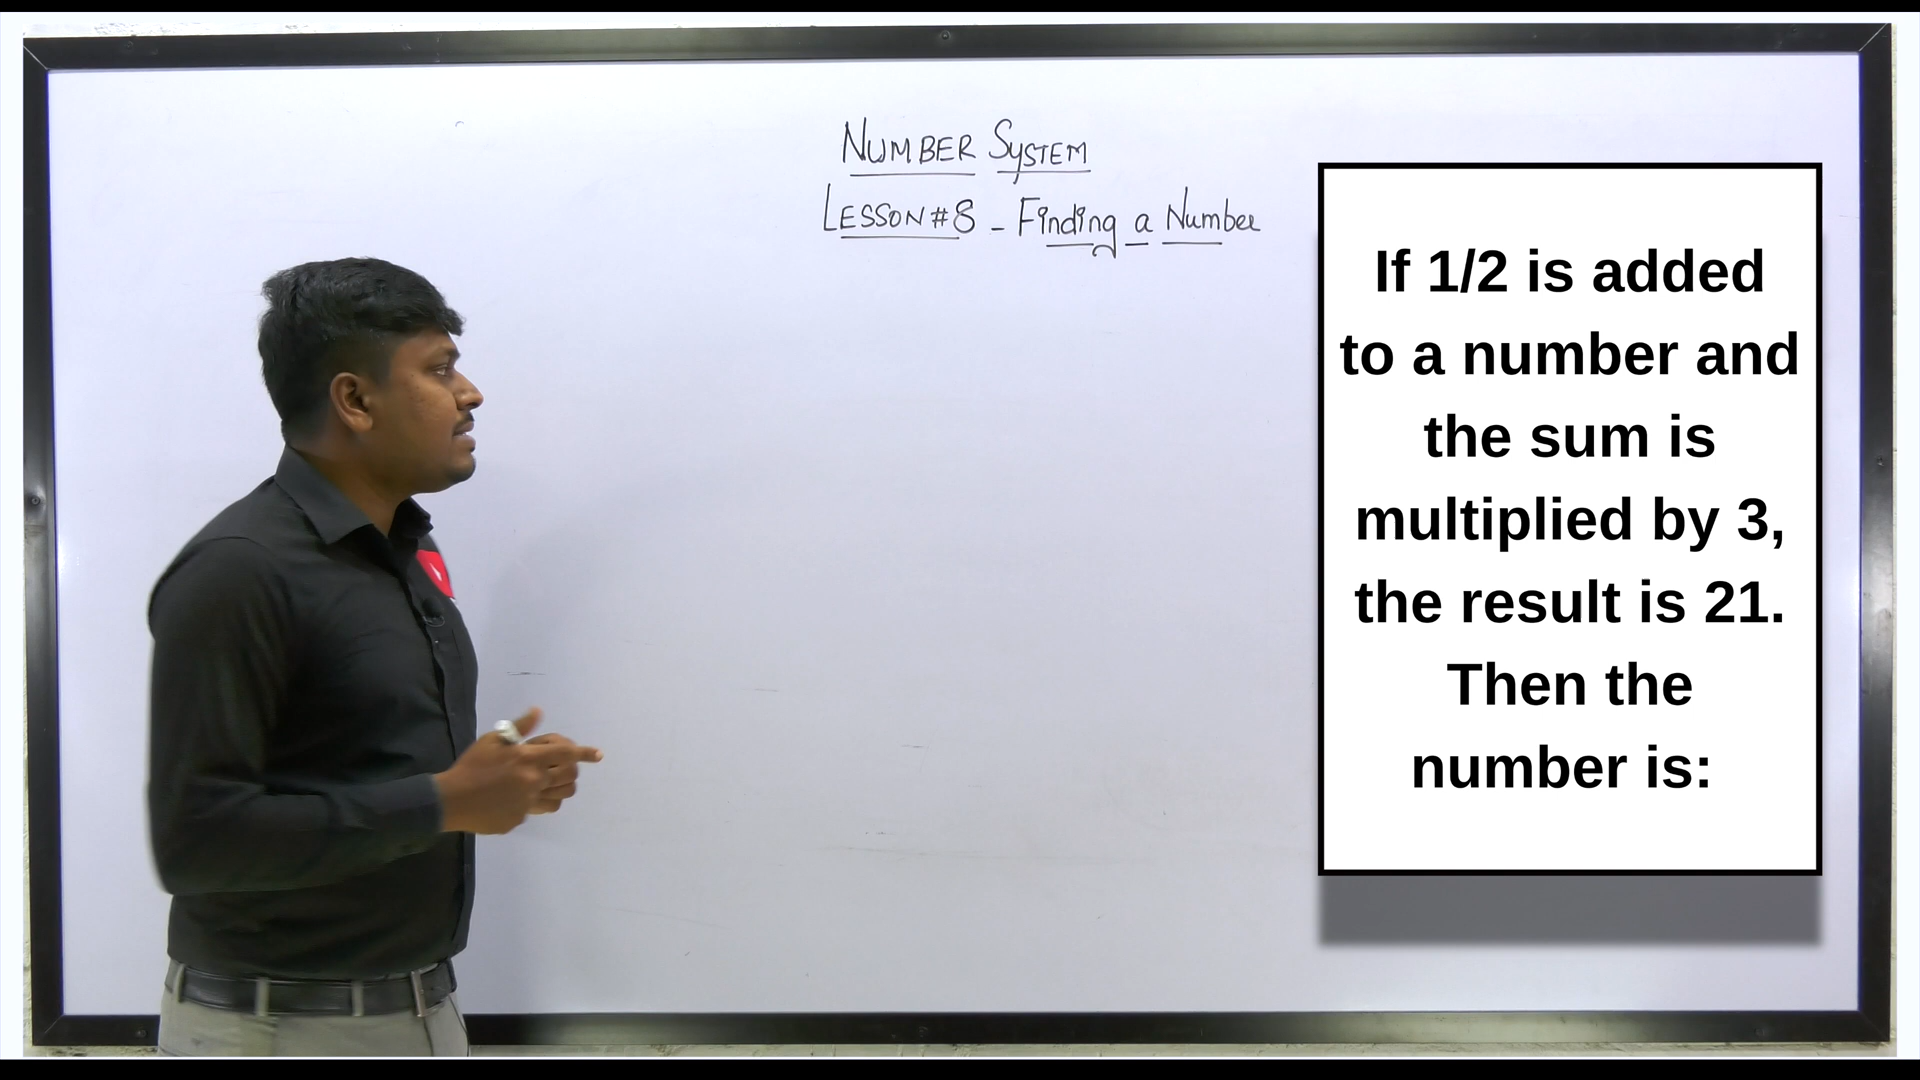 NUMBER SYSTEM
LESSON #8 - Finding a Number
If 1/2 is added
to a number and
the sum is
multiplied by 3,
the result is 21.
Then the
number is: